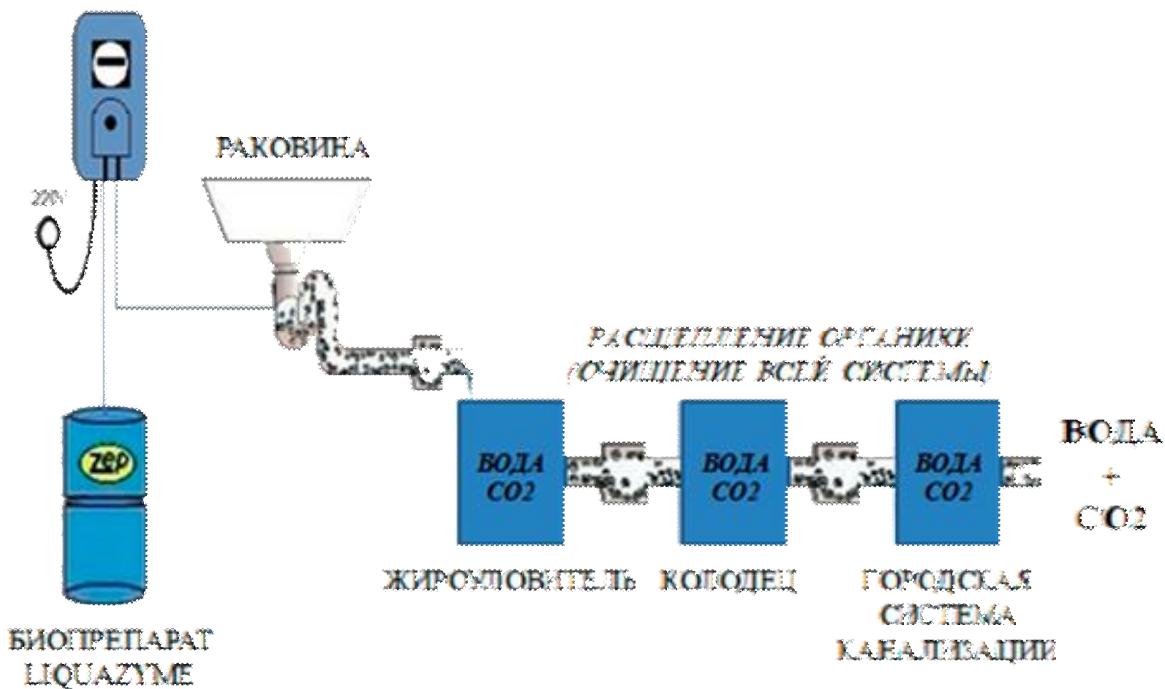 РАКОВИНА
220V
РАСЩЕПЛЕНИЕ ОРГАНИКИ
(ОЧИЩЕНИЕ ВСЕЙ СИСТЕМЫ)
zep
ВОДА
CO2
ВОДА
CO2
ВОДА
CO2
ВОДА
+
CO2
ЖИРОУЛОВИТЕЛЬ
КОЛОДЕЦ
ГОРОДСКАЯ
СИСТЕМА
КАНАЛИЗАЦИИ
БИОПРЕПАРАТ
LIQUAZYME